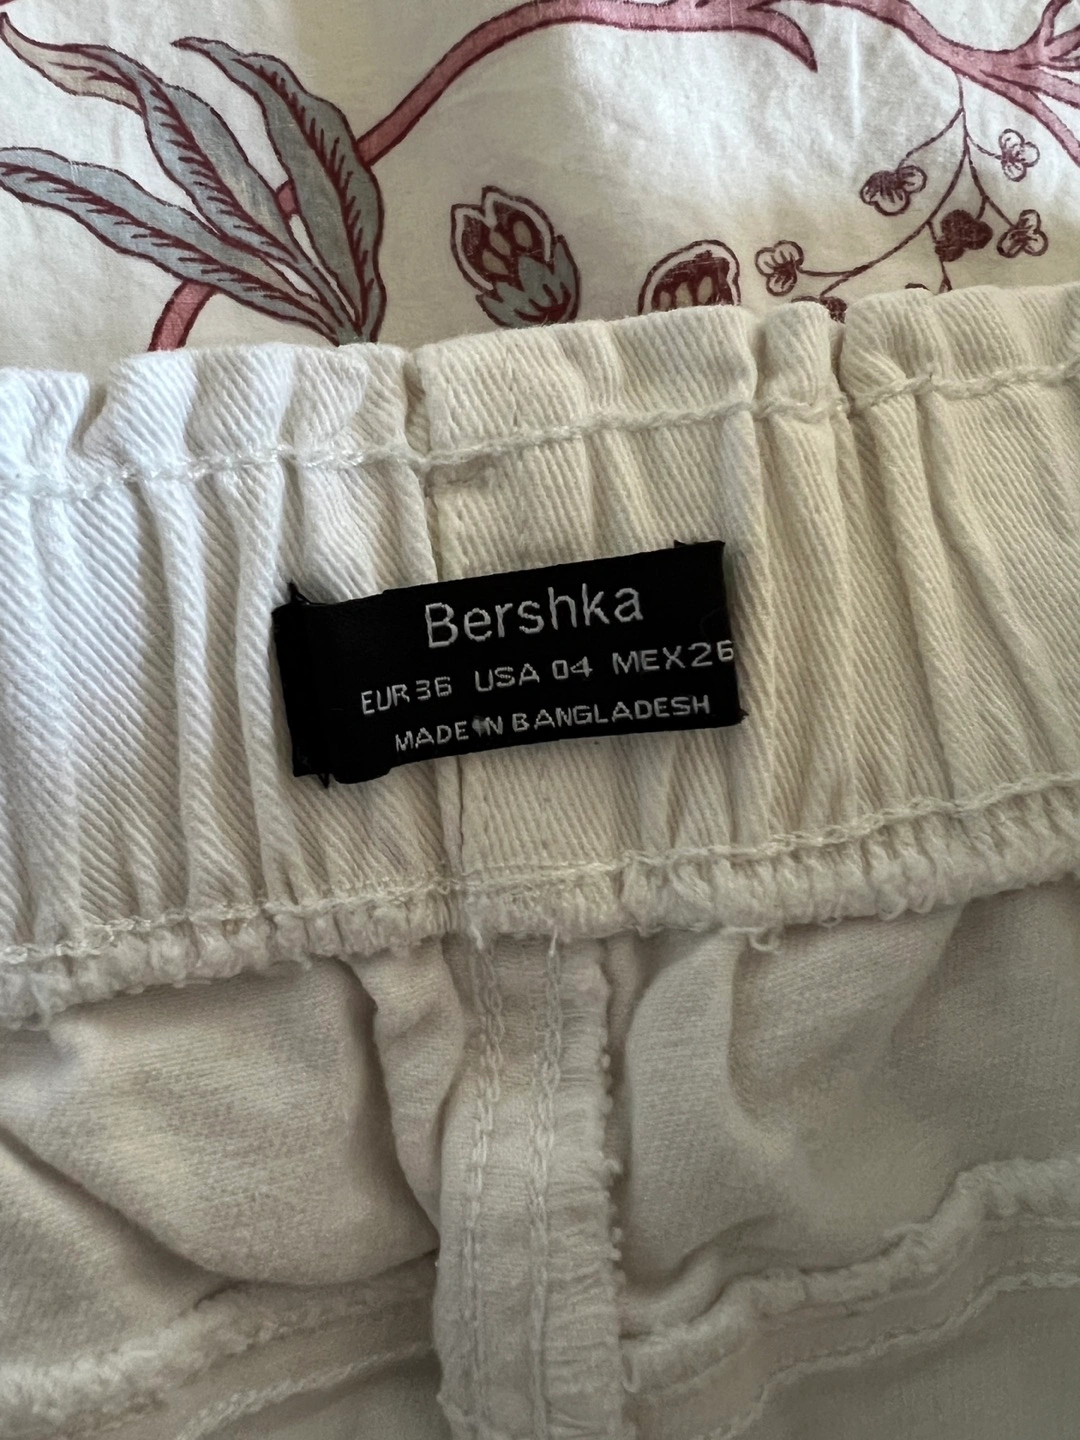 Bershka
EUR 36 USA 04 MEX 26
MADE IN BANGLADESH